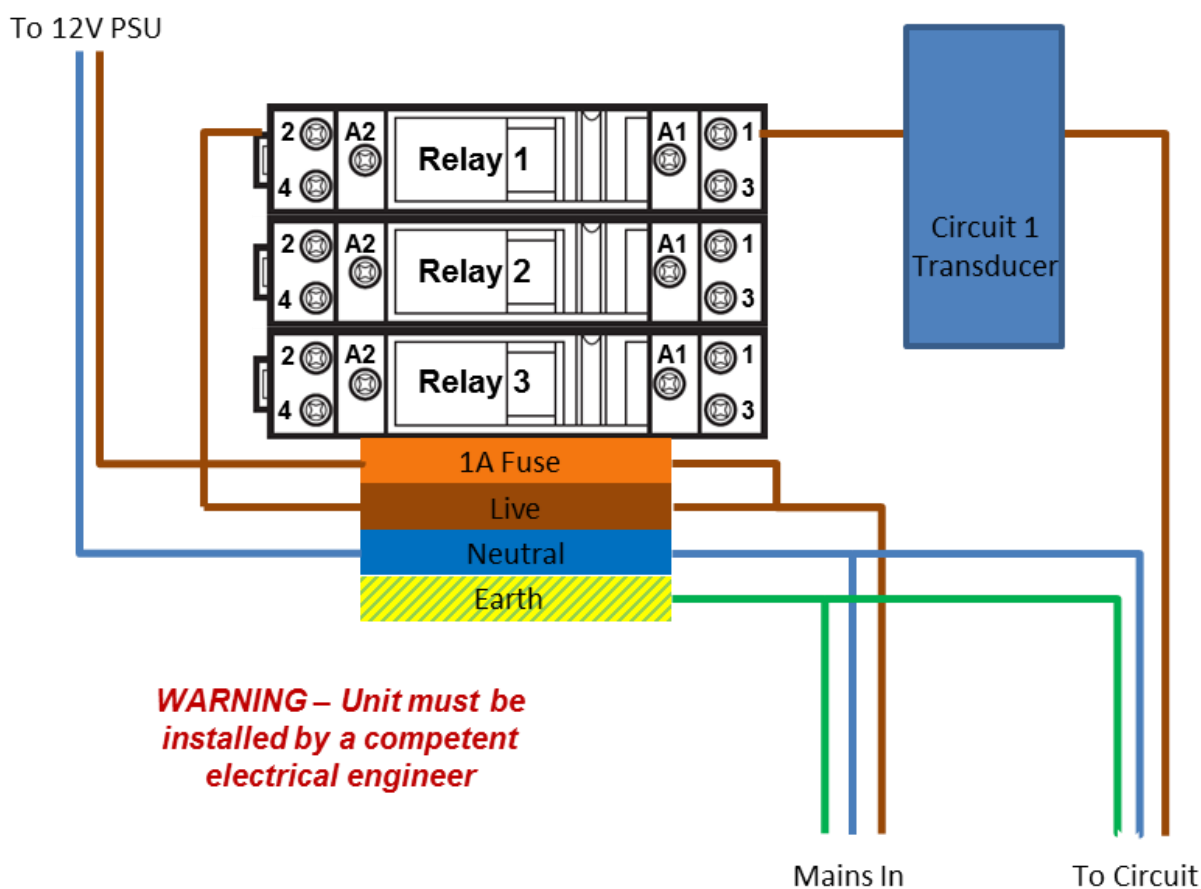 To 12V PSU
2 A2 Relay 1 A1 1
4 3
Circuit 1
Transducer
2 A2 Relay 2 A1 1
4 3
2 A2 Relay 3 A1 1
4 3
1A Fuse
Live
Neutral
Earth
WARNING – Unit must be
installed by a competent
electrical engineer
Mains In
To Circuit